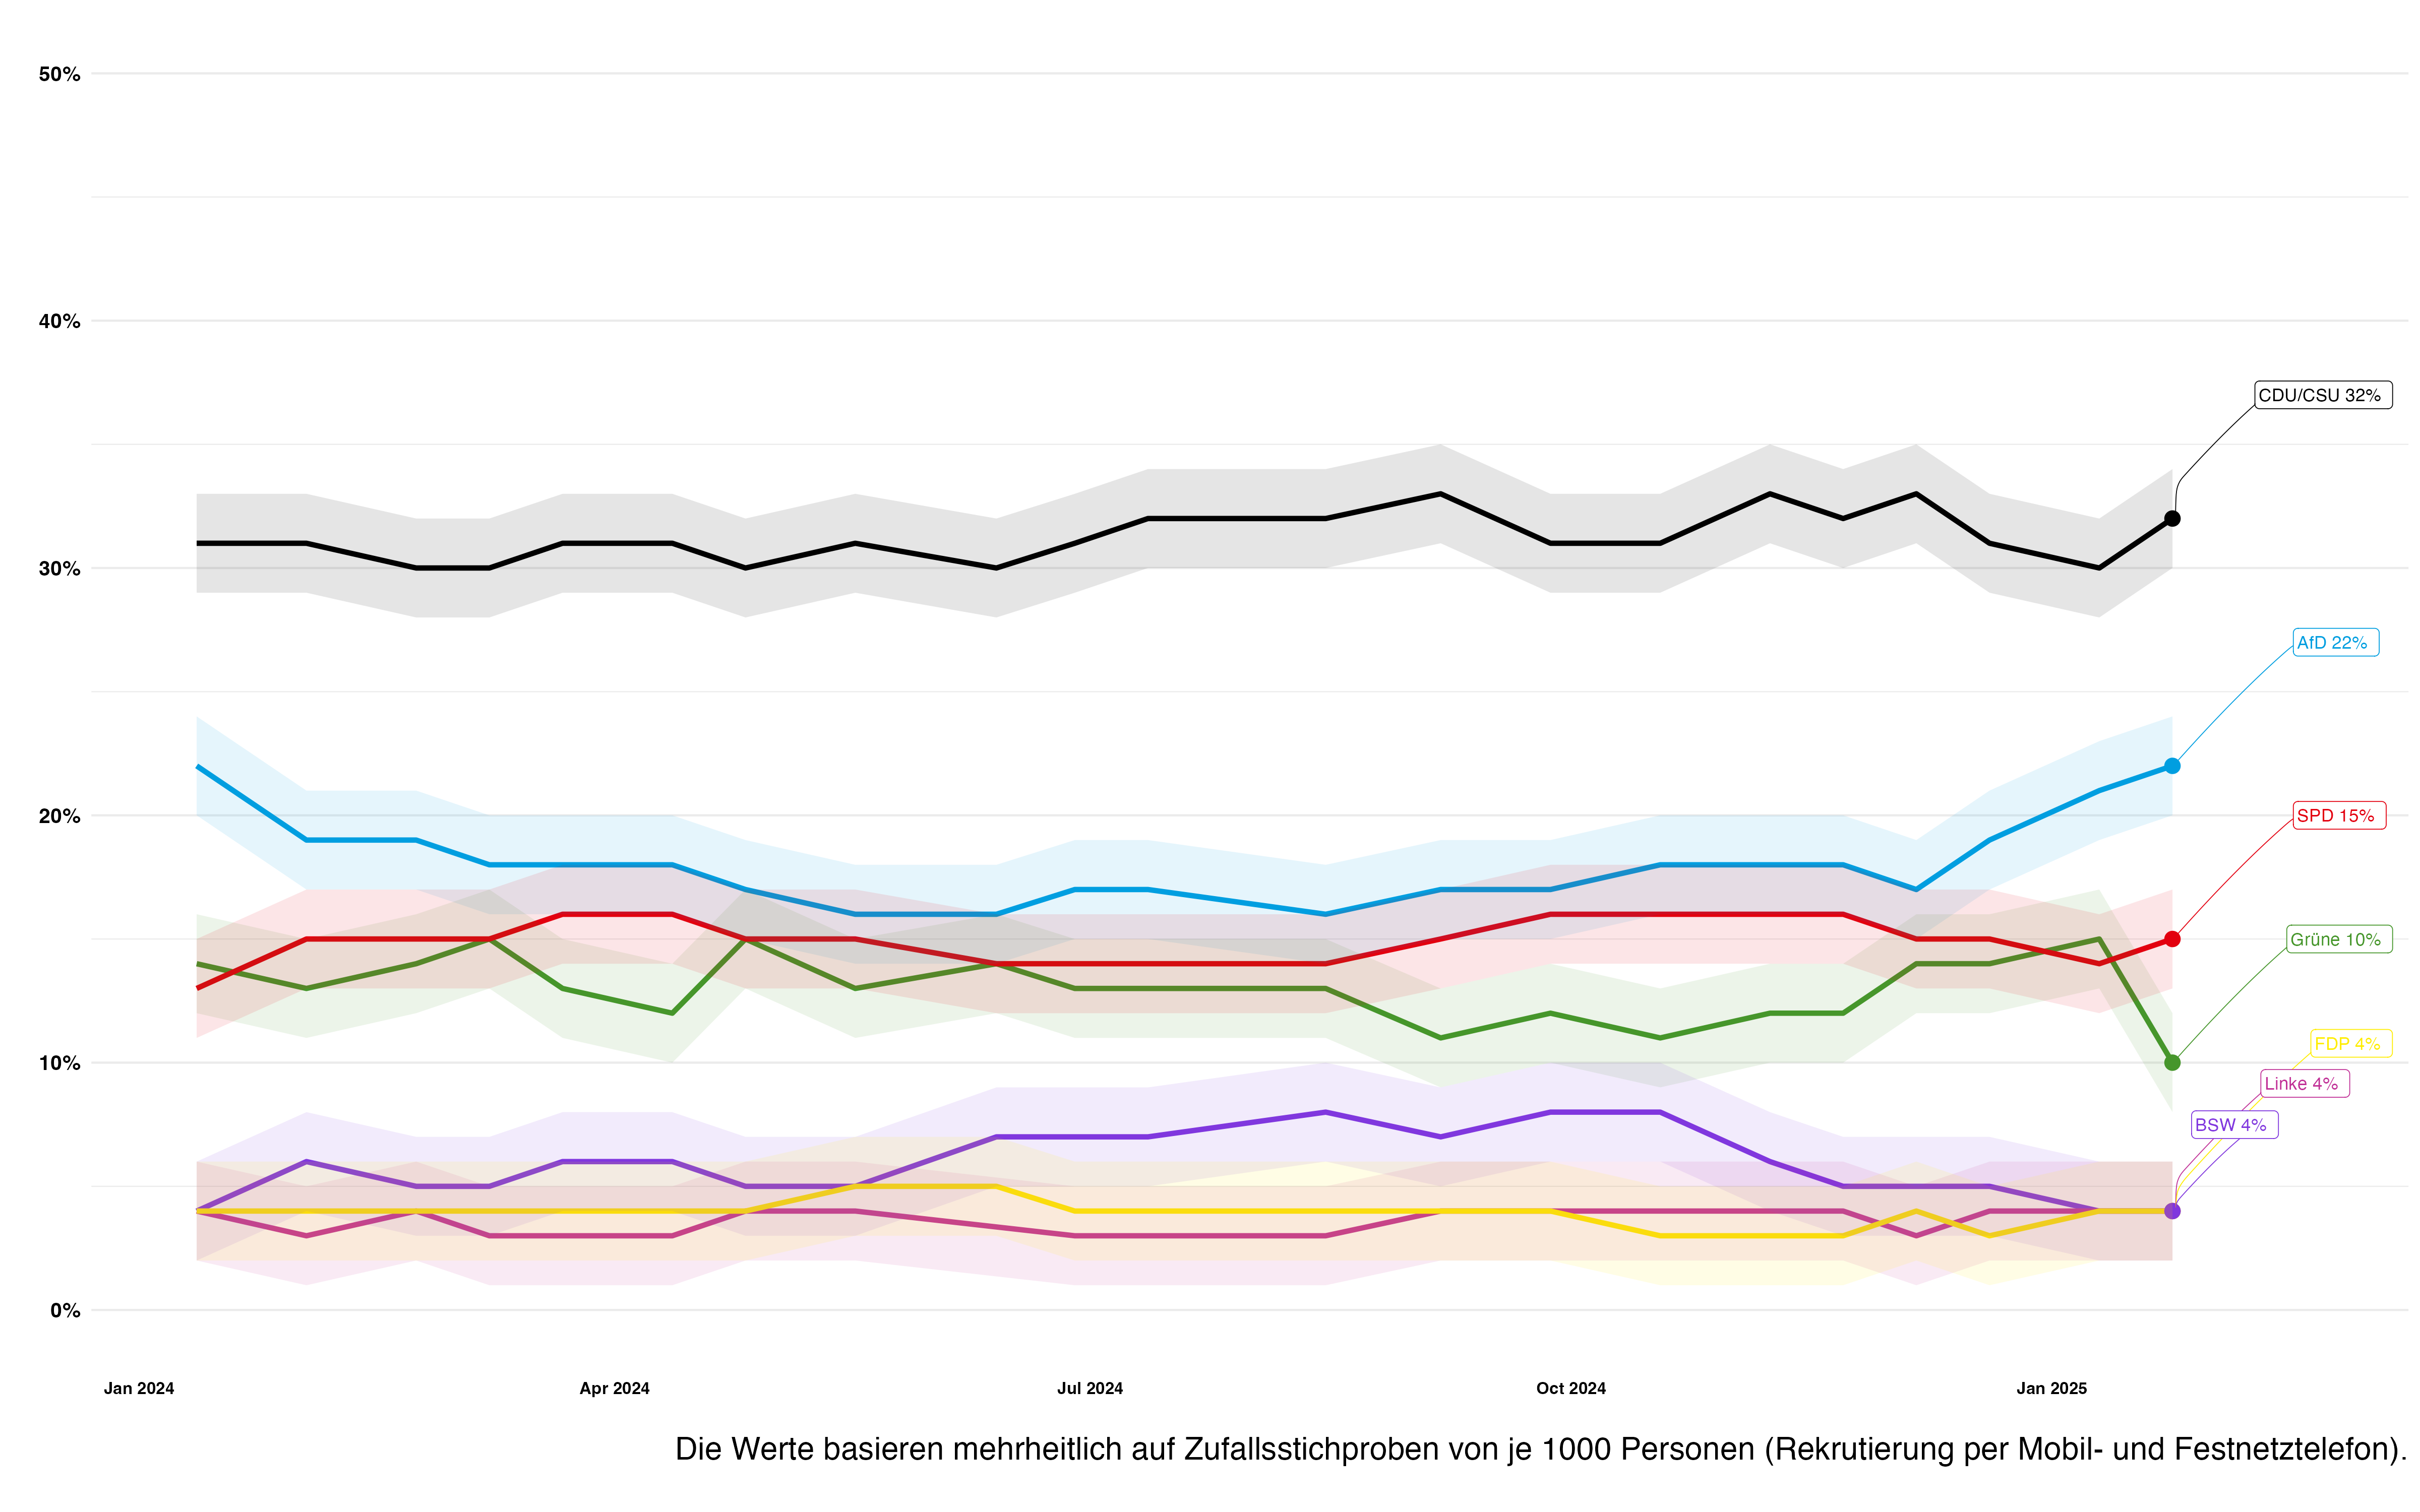 50%
40%
CDU/CSU 32%
30%
AfD 22%
20%
SPD 15%
Grüne 10%
10%
FDP 4%
Linke 4%
BSW 4%
0%
Jan 2024 Apr 2024 Jul 2024 Oct 2024 Jan 2025
Die Werte basieren mehrheitlich auf Zufallsstichproben von je 1000 Personen (Rekrutierung per Mobil- und Festnetztelefon).